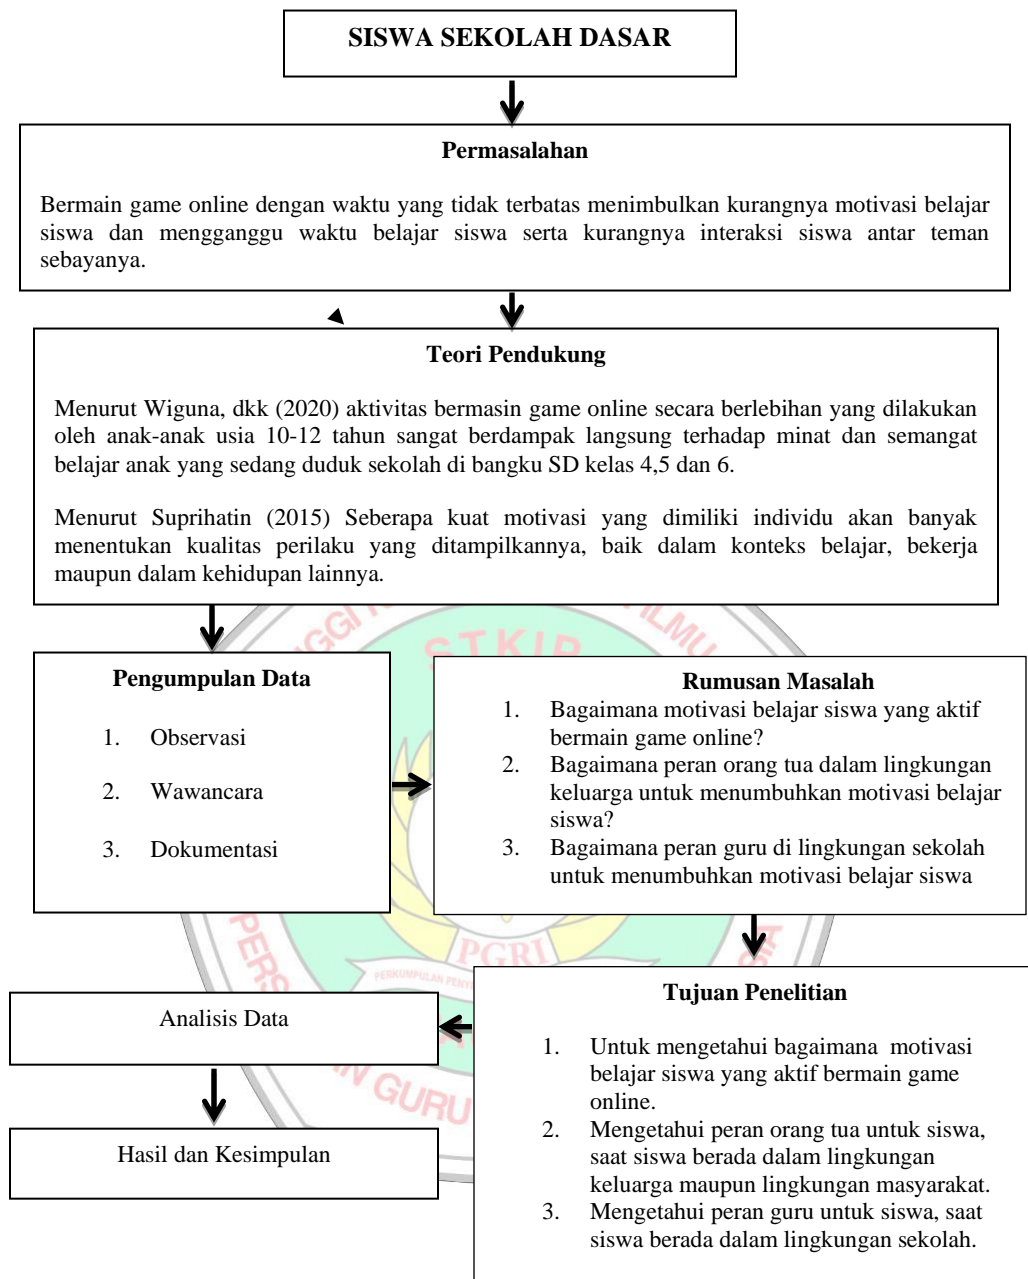 SISWA SEKOLAH DASAR
Permasalahan
Bermain game online dengan waktu yang tidak terbatas menimbulkan kurangnya motivasi belajar
siswa dan mengganggu waktu belajar siswa serta kurangnya interaksi siswa antar teman
sebayanya.
Teori Pendukung
Menurut Wiguna, dkk (2020) aktivitas bermasin game online secara berlebihan yang dilakukan
oleh anak-anak usia 10-12 tahun sangat berdampak langsung terhadap minat dan semangat
belajar anak yang sedang duduk sekolah di bangku SD kelas 4,5 dan 6.
Menurut Suprihatin (2015) Seberapa kuat motivasi yang dimiliki individu akan banyak
menentukan kualitas perilaku yang ditampilkannya, baik dalam konteks belajar, bekerja
maupun dalam kehidupan lainnya.
STKIP
Pengumpulan Data
1. Observasi
2. Wawancara
3. Dokumentasi
Rumusan Masalah
1. Bagaimana motivasi belajar siswa yang aktif
bermain game online?
2. Bagaimana peran orang tua dalam lingkungan
keluarga untuk menumbuhkan motivasi belajar
siswa?
3. Bagaimana peran guru di lingkungan sekolah
untuk menumbuhkan motivasi belajar siswa
PGRI
PERKUMPULAN
GURU
Tujuan Penelitian
1. Untuk mengetahui bagaimana motivasi
belajar siswa yang aktif bermain game
online.
2. Mengetahui peran orang tua untuk siswa,
saat siswa berada dalam lingkungan
keluarga maupun lingkungan masyarakat.
3. Mengetahui peran guru untuk siswa, saat
siswa berada dalam lingkungan sekolah.
Analisis Data
Hasil dan Kesimpulan